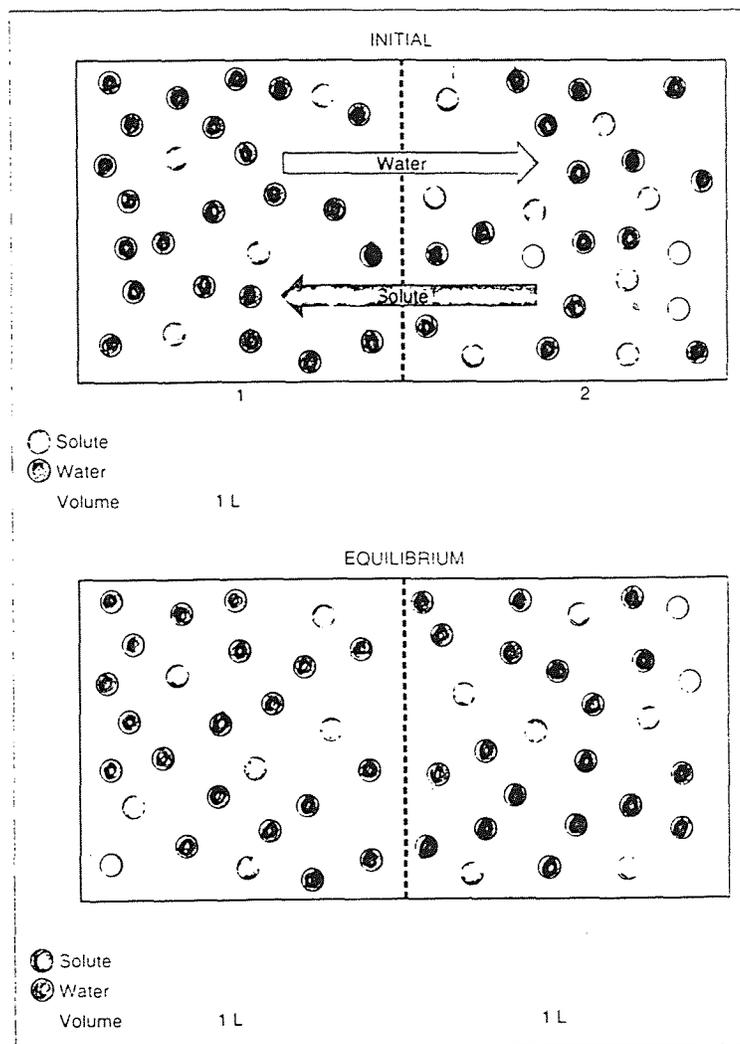 INITIAL
Water
Solute
1 2
Solute
Water
Volume 1 L
EQUILIBRIUM
Solute
Water
Volume 1 L 1 L